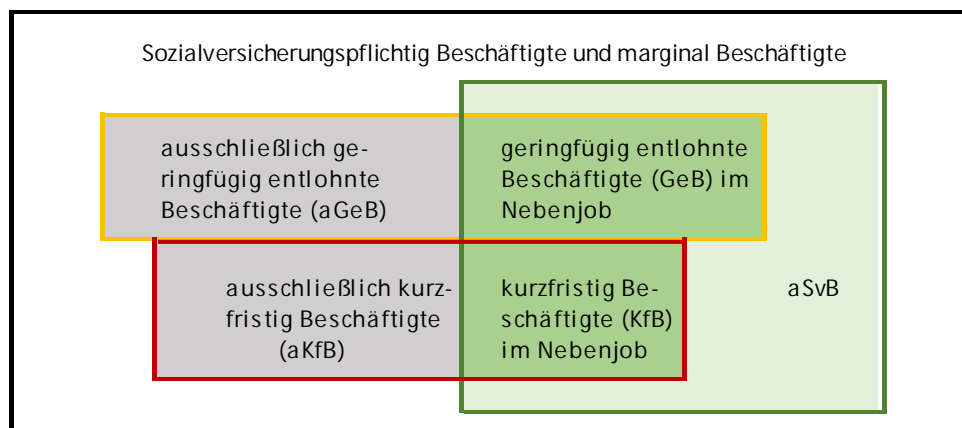 Sozialversicherungspflichtig Beschäftigte und marginal Beschäftigte
ausschließlich ge-
ringfügig entlohnte
Beschäftigte (aGeB)
geringfügig entlohnte
Beschäftigte (GeB) im
Nebenjob
ausschließlich kurz-
fristig Beschäftigte
(aKfB)
kurzfristig Be-
schäftigte (KfB)
im Nebenjob
aSvB